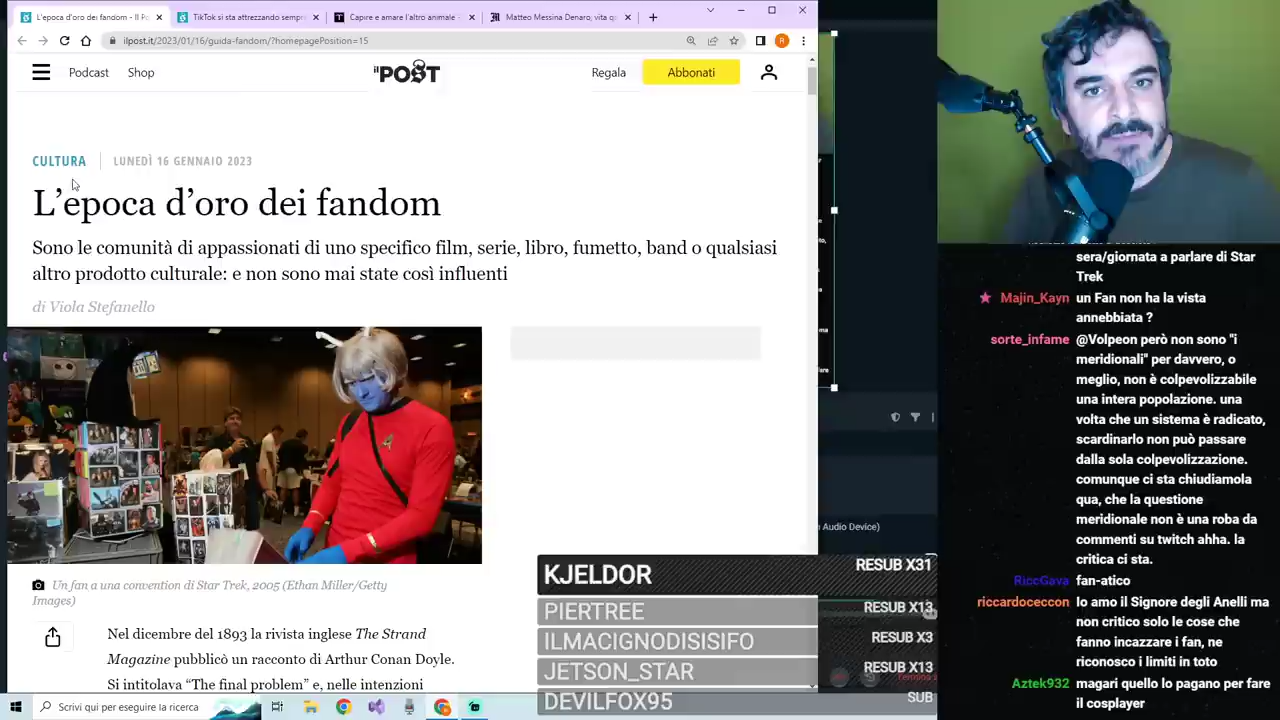 L'epoca d'oro dei fandom - Il Po
TikTok si sta attrezzando sempre
Capire e amare l'altro animale -
Matteo Messina Denaro, vita q
ilpost.it/2023/01/16/guida-fandom/?homepagePosition=15
Podcast
Shop
il POST
Regala
Abbonati
CULTURA
LUNEDÌ 16 GENNAIO 2023
L'epoca d'oro dei fandom
Sono le comunità di appassionati di uno specifico film, serie, libro, fumetto, band o qualsiasi
altro prodotto culturale: e non sono mai state così influenti
di Viola Stefanello
Un fan a una convention di Star Trek, 2005 (Ethan Miller/Getty
Images)
Nel dicembre del 1893 la rivista inglese The Strand
Magazine pubblicò un racconto di Arthur Conan Doyle.
Si intitolava “The final problem” e, nelle intenzioni
Scrivi qui per eseguire la ricerca
Audio Device)
KJELDOR RESUB X31
PIERTREE RESUB X13
ILMACIGNODISISIFO RESUB X3
JETSON_STAR RESUB X13
DEVILFOX95 SUB
sera/giornata a parlare di Star
Trek
Majin_Kayn un Fan non ha la vista
annebbiata ?
sorte_infame @Volpeon però non sono "i
meridionali" per davvero, o
meglio, non è colpevolizzabile
una intera popolazione. una
volta che un sistema è radicato,
scardinarlo non può passare
dalla sola colpevolizzazione.
comunque ci sta chiudiamola
qua, che la questione
meridionale non è una roba da
commenti su twitch ahha. la
critica ci sta.
RiccGava fan-atico
riccardoceccon Io amo il Signore degli Anelli ma
non critico solo le cose che
fanno incazzare i fan, ne
riconosco i limiti in toto
Aztek932 magari quello lo pagano per fare
il cosplayer